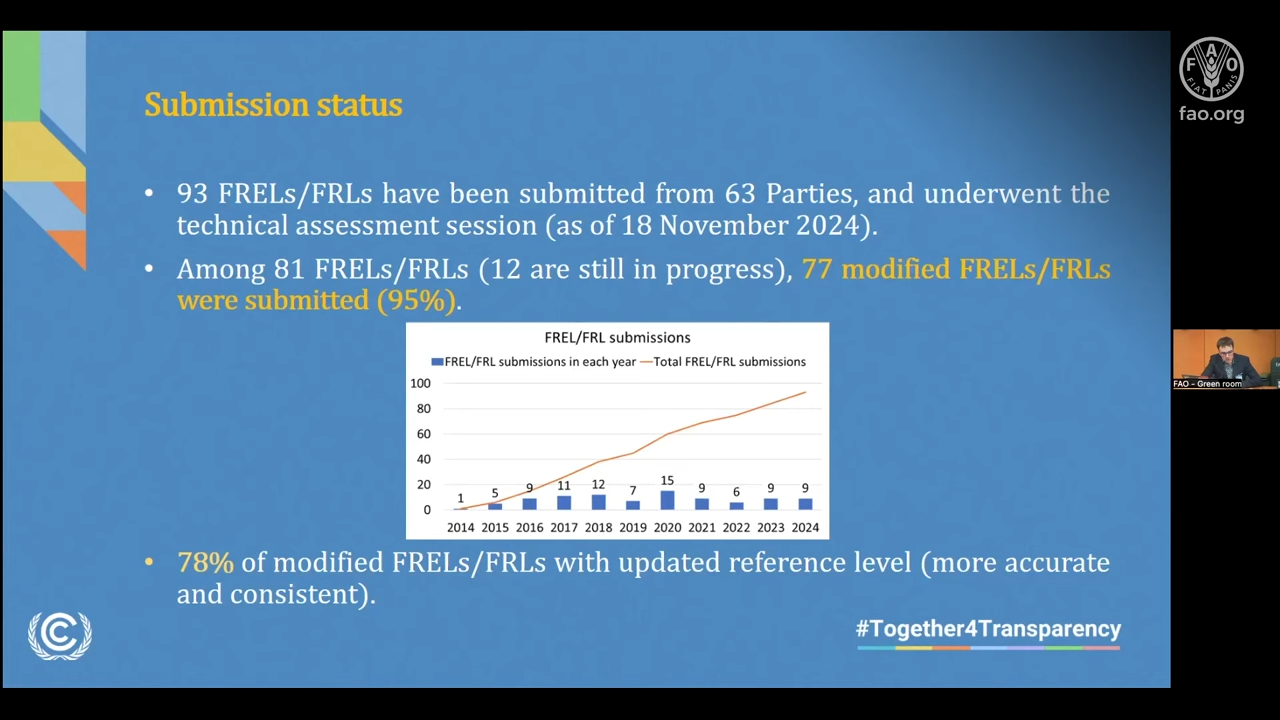 Submission status
• 93 FRELs/FRLs have been submitted from 63 Parties, and underwent the
technical assessment session (as of 18 November 2024).
• Among 81 FRELs/FRLs (12 are still in progress), 77 modified FRELs/FRLs
were submitted (95%).
FREL/FRL submissions
FREL/FRL submissions in each year Total FREL/FRL submissions
100
80
60
40
20
0
1 5 9 11 12 7 15 9 6 9 9
2014 2015 2016 2017 2018 2019 2020 2021 2022 2023 2024
• 78% of modified FRELs/FRLs with updated reference level (more accurate
and consistent).
#Together4Transparency
FAO
FIAT PANIS
fao.org
FAO - Green room